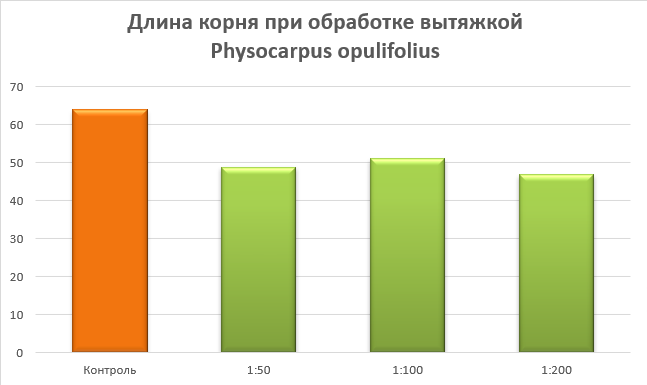 Длина корня при обработке вытяжкой
Physocarpus opulifolius
70
60
50
40
30
20
10
0
Контроль 1:50 1:100 1:200